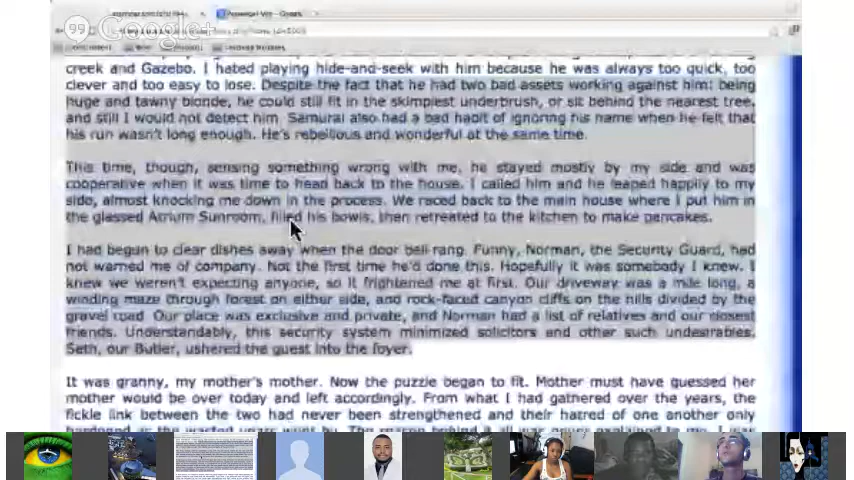 Google+
creek and Gazebo. I hated playing hide-and-seek with him because he was always too quick, too
clever and too easy to lose. Despite the fact that he had two bad assets working against him: being
huge and tawny blonde, he could still fit in the skimpiest underbrush, or sit behind the nearest tree,
and still I would not detect him. Samurai also had a bad habit of ignoring his name when he felt that
his run wasn't long enough. He's rebellious and wonderful at the same time.
This time, though, sensing something wrong with me, he stayed mostly by my side and was
cooperative when it was time to head back to the house. I called him and he leaped happily to my
side, almost knocking me down in the process. We raced back to the main house where I put him in
the glassed Atrium Sunroom, filled his bowls, then retreated to the kitchen to make pancakes.
I had begun to clear dishes away when the door bell rang. Funny, Norman, the Security Guard, had
not warned me of company. Not the first time he'd done this. Hopefully it was somebody I knew. I
knew we weren't expecting anyone, so it frightened me at first. Our driveway was a mile long, a
winding maze through forest on either side, and rock-faced canyon cliffs on the hills divided by the
gravel road. Our place was exclusive and private, and Norman had a list of relatives and our closest
friends. Understandably, this security system minimized solicitors and other such undesirables.
Seth, our Butler, ushered the guest into the foyer.
It was granny, my mother's mother. Now the puzzle began to fit. Mother must have guessed her
mother would be over today and left accordingly. From what I had gathered over the years, the
fickle link between the two had never been strengthened and their hatred of one another only